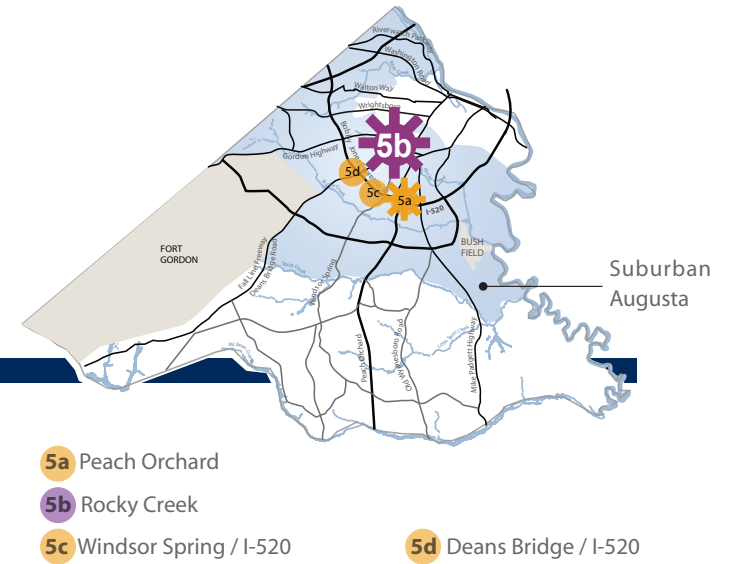 Riverwatch Parkway
Washington Road
Walton Way
Wrightsboro
5b
Gordon Highway
5d
5c
5a
I-520
FORT
GORDON
BUSH
FIELD
Suburban
Augusta
Fall Line Freeway
Deans Bridge Road
Windsor Spring
Peach Orchard
Old Waynesboro Road
Mike Padgett Highway
5a Peach Orchard
5b Rocky Creek
5c Windsor Spring / I-520
5d Deans Bridge / I-520